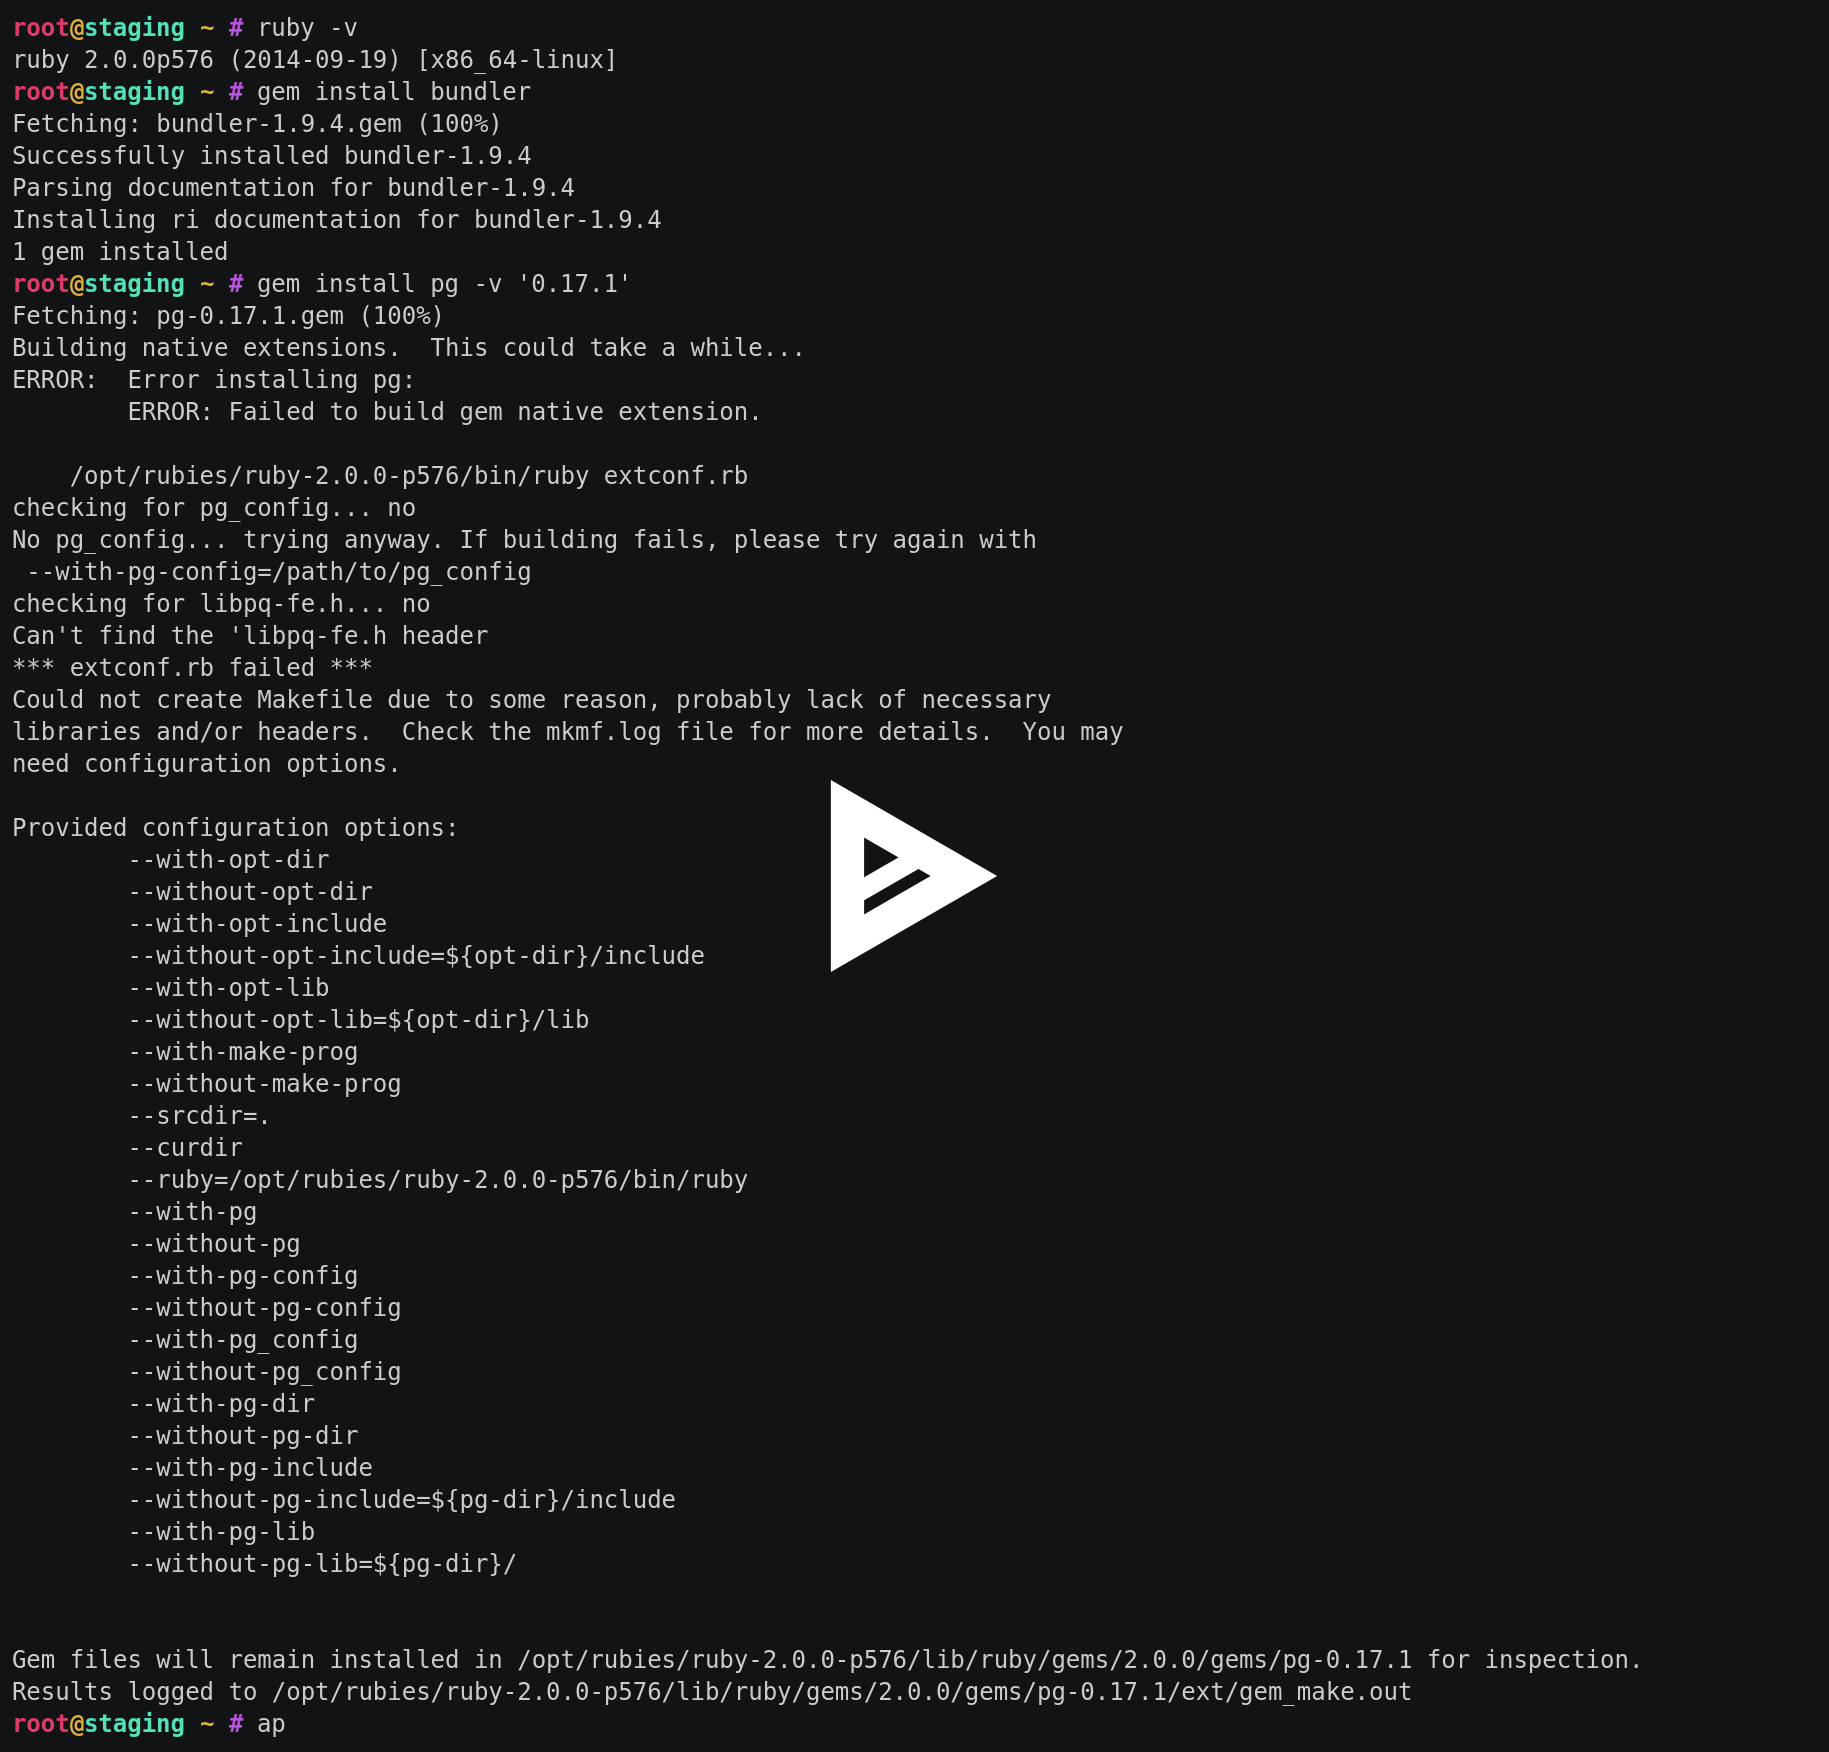 root@staging ~ # ruby -v
ruby 2.0.0p576 (2014-09-19) [x86_64-linux]
root@staging ~ # gem install bundler
Fetching: bundler-1.9.4.gem (100%)
Successfully installed bundler-1.9.4
Parsing documentation for bundler-1.9.4
Installing ri documentation for bundler-1.9.4
1 gem installed
root@staging ~ # gem install pg -v '0.17.1'
Fetching: pg-0.17.1.gem (100%)
Building native extensions.  This could take a while...
ERROR:  Error installing pg:
        ERROR: Failed to build gem native extension.

    /opt/rubies/ruby-2.0.0-p576/bin/ruby extconf.rb
checking for pg_config... no
No pg_config... trying anyway. If building fails, please try again with
 --with-pg-config=/path/to/pg_config
checking for libpq-fe.h... no
Can't find the 'libpq-fe.h header
*** extconf.rb failed ***
Could not create Makefile due to some reason, probably lack of necessary
libraries and/or headers.  Check the mkmf.log file for more details.  You may
need configuration options.

Provided configuration options:
        --with-opt-dir
        --without-opt-dir
        --with-opt-include
        --without-opt-include=${opt-dir}/include
        --with-opt-lib
        --without-opt-lib=${opt-dir}/lib
        --with-make-prog
        --without-make-prog
        --srcdir=.
        --curdir
        --ruby=/opt/rubies/ruby-2.0.0-p576/bin/ruby
        --with-pg
        --without-pg
        --with-pg-config
        --without-pg-config
        --with-pg_config
        --without-pg_config
        --with-pg-dir
        --without-pg-dir
        --with-pg-include
        --without-pg-include=${pg-dir}/include
        --with-pg-lib
        --without-pg-lib=${pg-dir}/


Gem files will remain installed in /opt/rubies/ruby-2.0.0-p576/lib/ruby/gems/2.0.0/gems/pg-0.17.1 for inspection.
Results logged to /opt/rubies/ruby-2.0.0-p576/lib/ruby/gems/2.0.0/gems/pg-0.17.1/ext/gem_make.out
root@staging ~ # ap